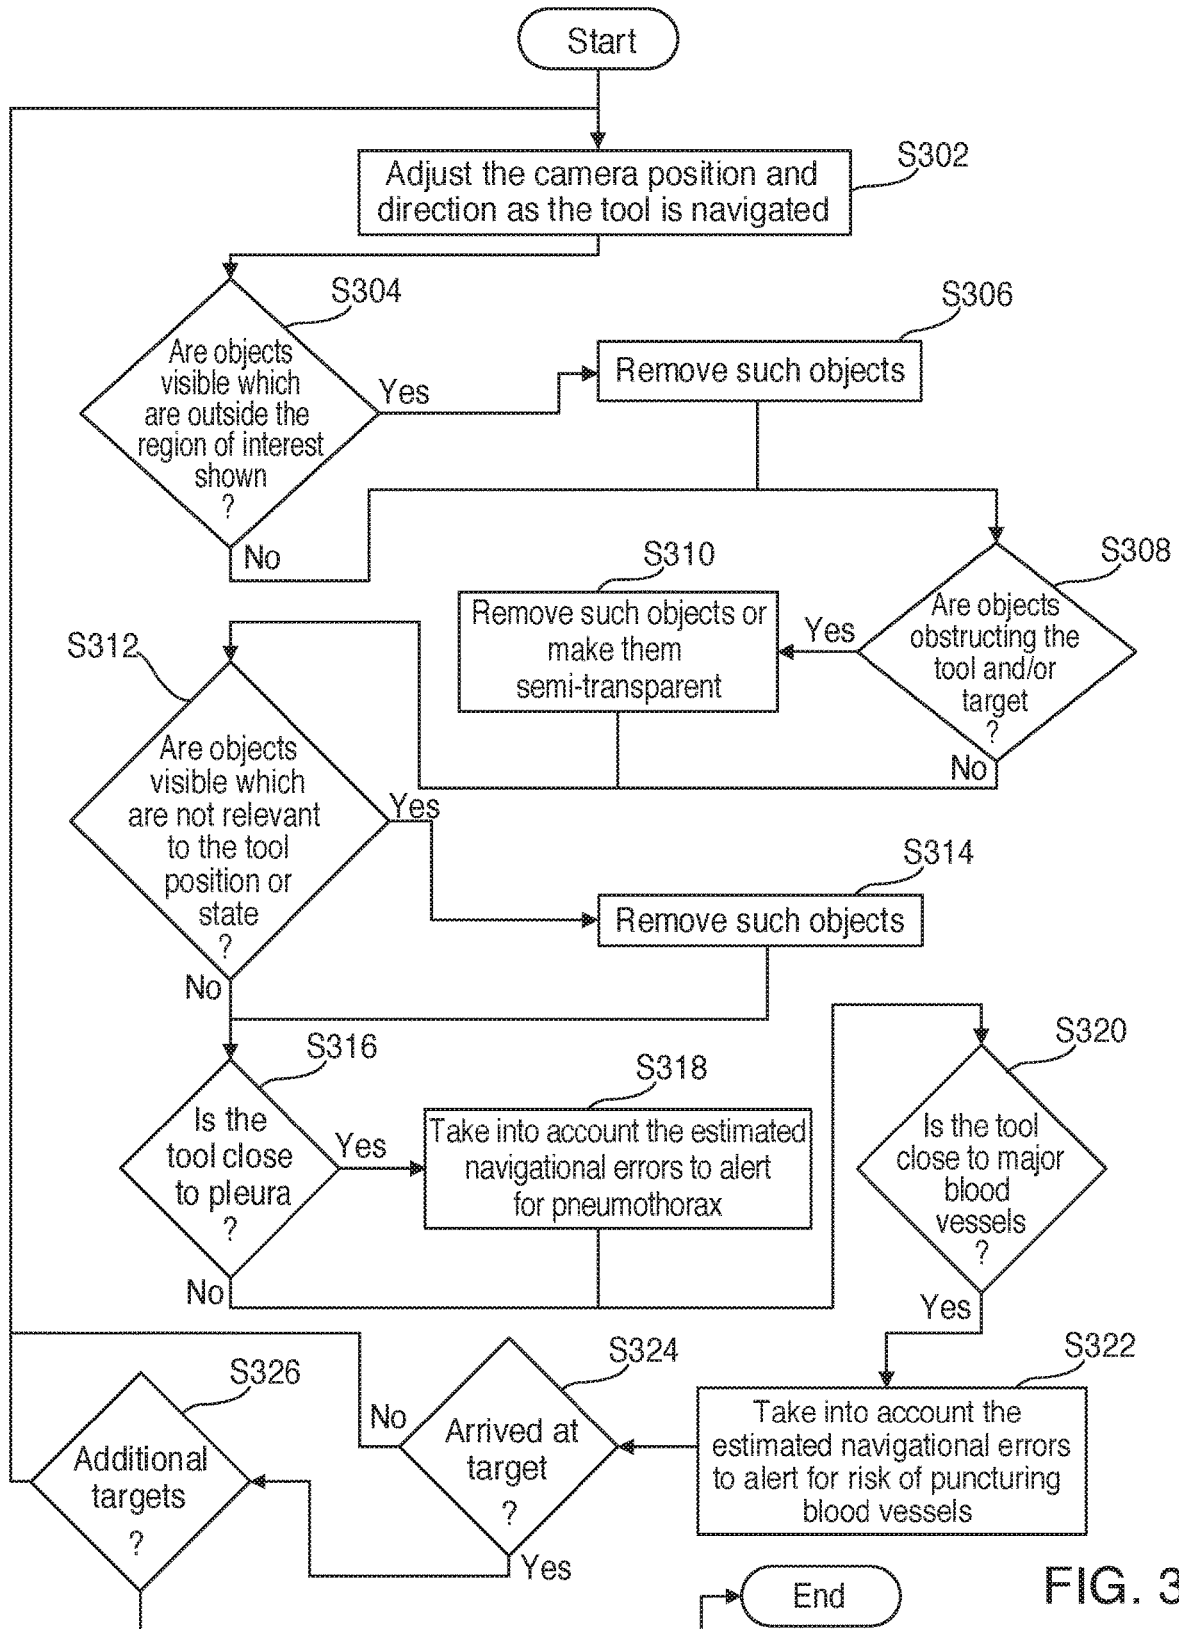 Start
S302
Adjust the camera position and
direction as the tool is navigated
S304
Are objects
visible which
are outside the
region of interest
shown
?
Yes
No
S306
Remove such objects
S308
Are objects
obstructing the
tool and/or
target
?
Yes
No
S310
Remove such objects or
make them
semi-transparent
S312
Are objects
visible which
are not relevant
to the tool
position or
state
?
Yes
No
S314
Remove such objects
S316
Is the
tool close
to pleura
?
Yes
No
S318
Take into account the estimated
navigational errors to alert
for pneumothorax
S320
Is the tool
close to major
blood
vessels
?
Yes
S322
Take into account the
estimated navigational errors
to alert for risk of puncturing
blood vessels
S324
Arrived at
target
?
No
Yes
S326
Additional
targets
?
End
FIG. 3